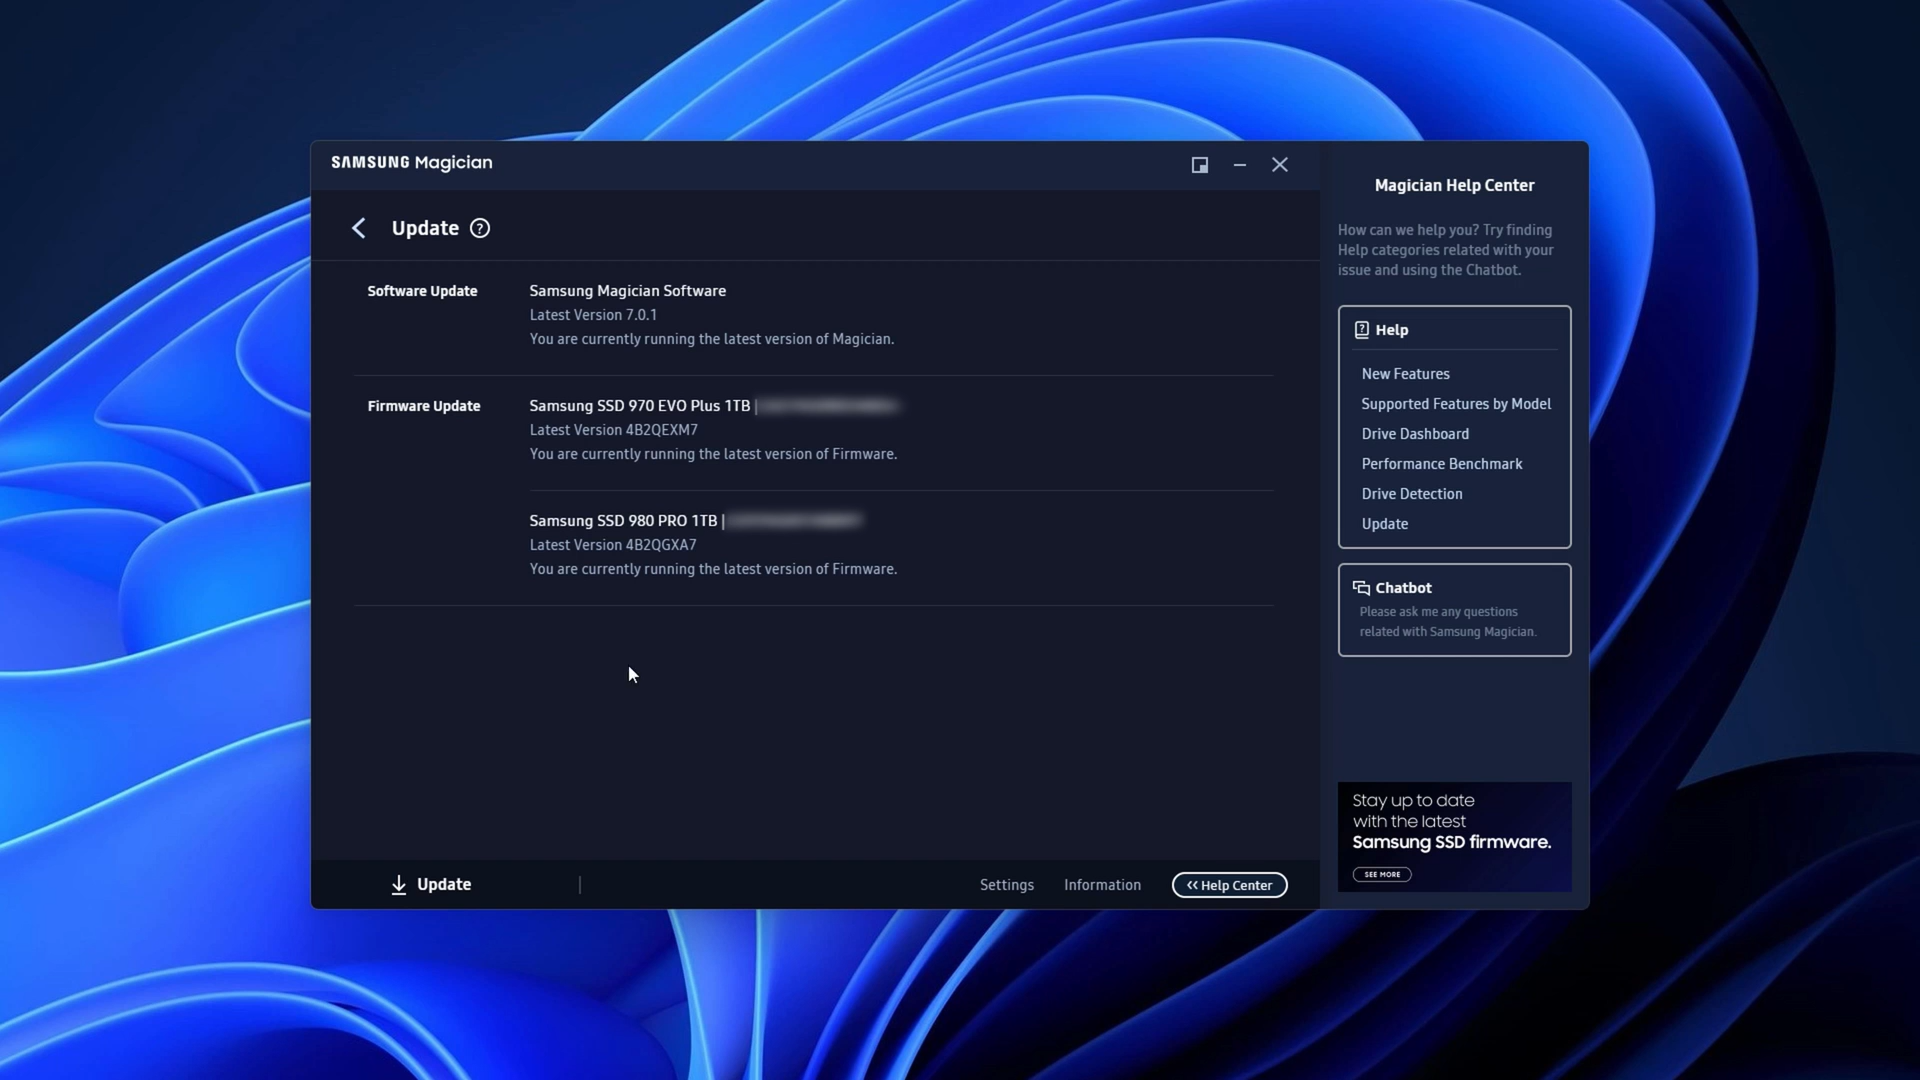 SAMSUNG Magician
Update
Software Update
Samsung Magician Software
Latest Version 7.0.1
You are currently running the latest version of Magician.
Firmware Update
Samsung SSD 970 EVO Plus 1TB |
Latest Version 4B2QEXM7
You are currently running the latest version of Firmware.
Samsung SSD 980 PRO 1TB |
Latest Version 4B2QGXA7
You are currently running the latest version of Firmware.
Update |
Settings
Information
Help Center
Magician Help Center
How can we help you? Try finding
Help categories related with your
issue and using the Chatbot.
Help
New Features
Supported Features by Model
Drive Dashboard
Performance Benchmark
Drive Detection
Update
Chatbot
Please ask me any questions
related with Samsung Magician.
Stay up to date
with the latest
Samsung SSD firmware.
SEE MORE